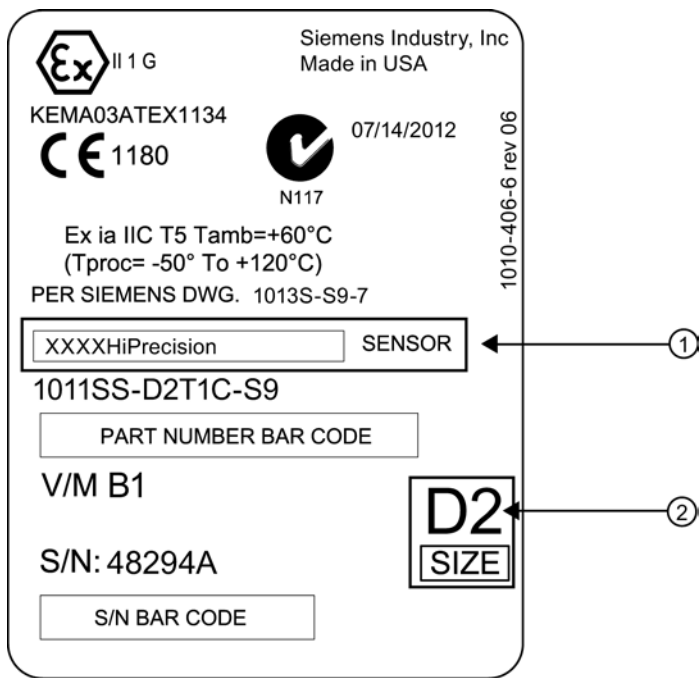 Ex II 1 G
Siemens Industry, Inc
Made in USA
KEMA03ATEX1134
CE 1180
07/14/2012
N117
1010-406-6 rev 06
Ex ia IIC T5 Tamb=+60°C
(Tproc= -50° To +120°C)
PER SIEMENS DWG. 1013S-S9-7
XXXXHiPrecision SENSOR
1
1011SS-D2T1C-S9
PART NUMBER BAR CODE
V/M B1
D2
2
SIZE
S/N: 48294A
S/N BAR CODE